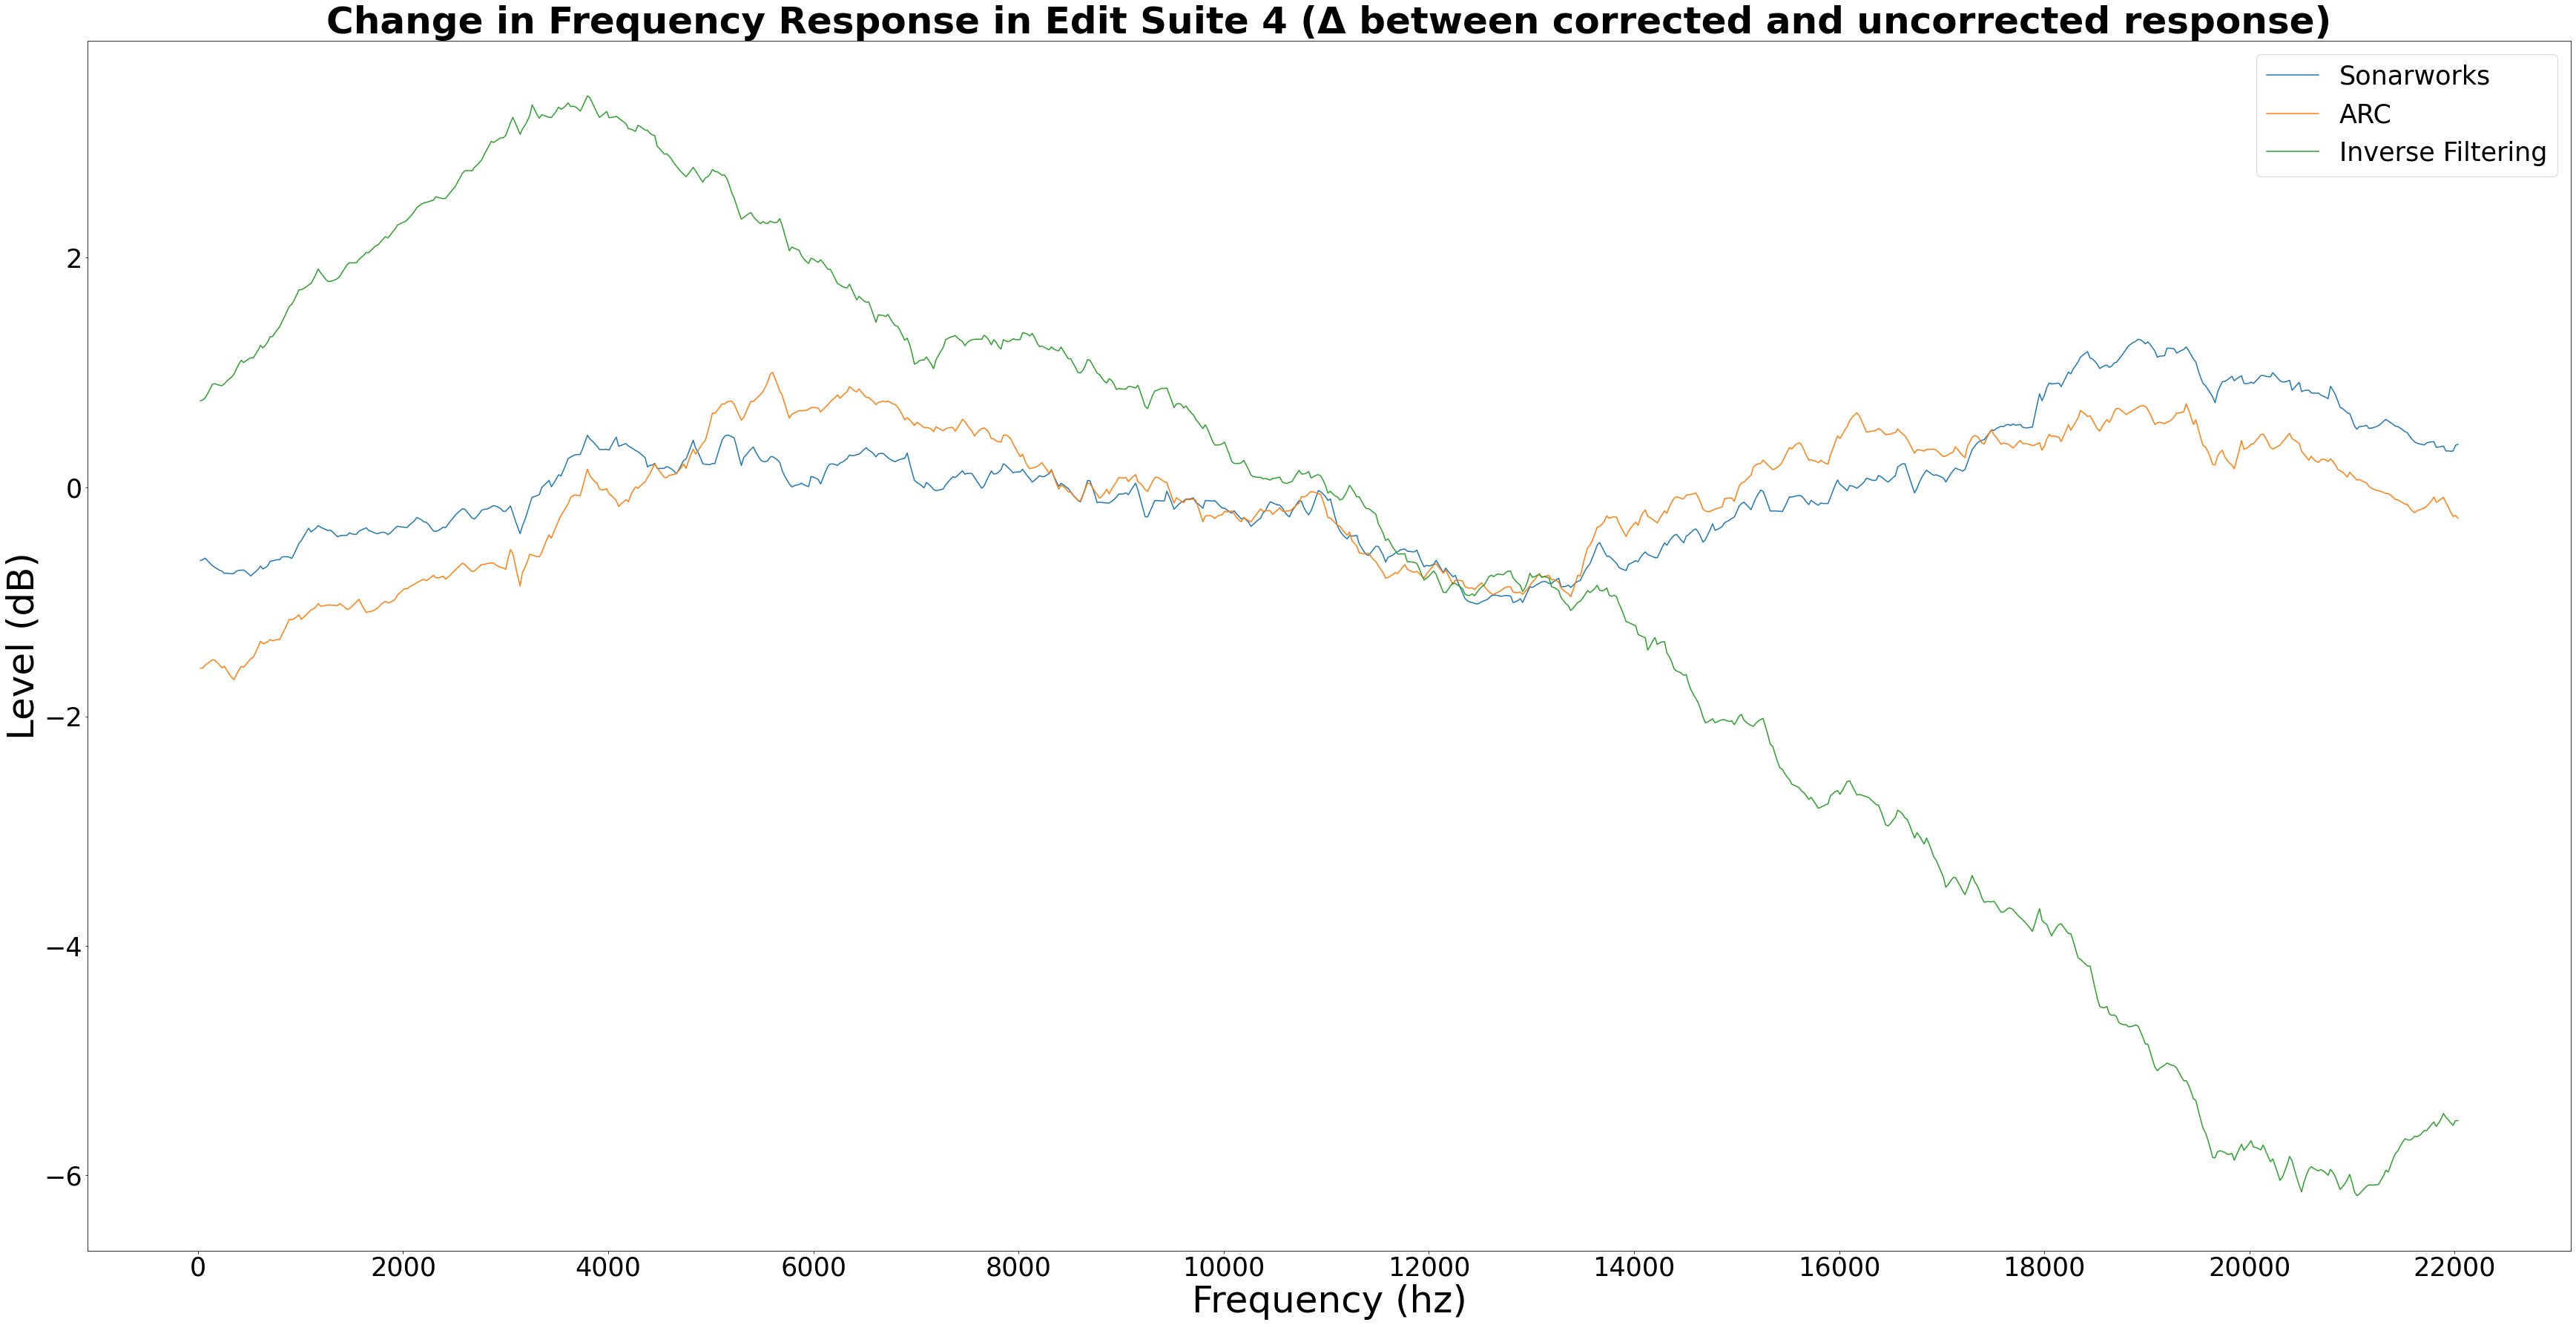 Change in Frequency Response in Edit Suite 4 (Δ between corrected and uncorrected response)
Sonarworks
ARC
Inverse Filtering
Level (dB)
2
0
−2
−4
−6
0 2000 4000 6000 8000 10000 12000 14000 16000 18000 20000 22000
Frequency (hz)